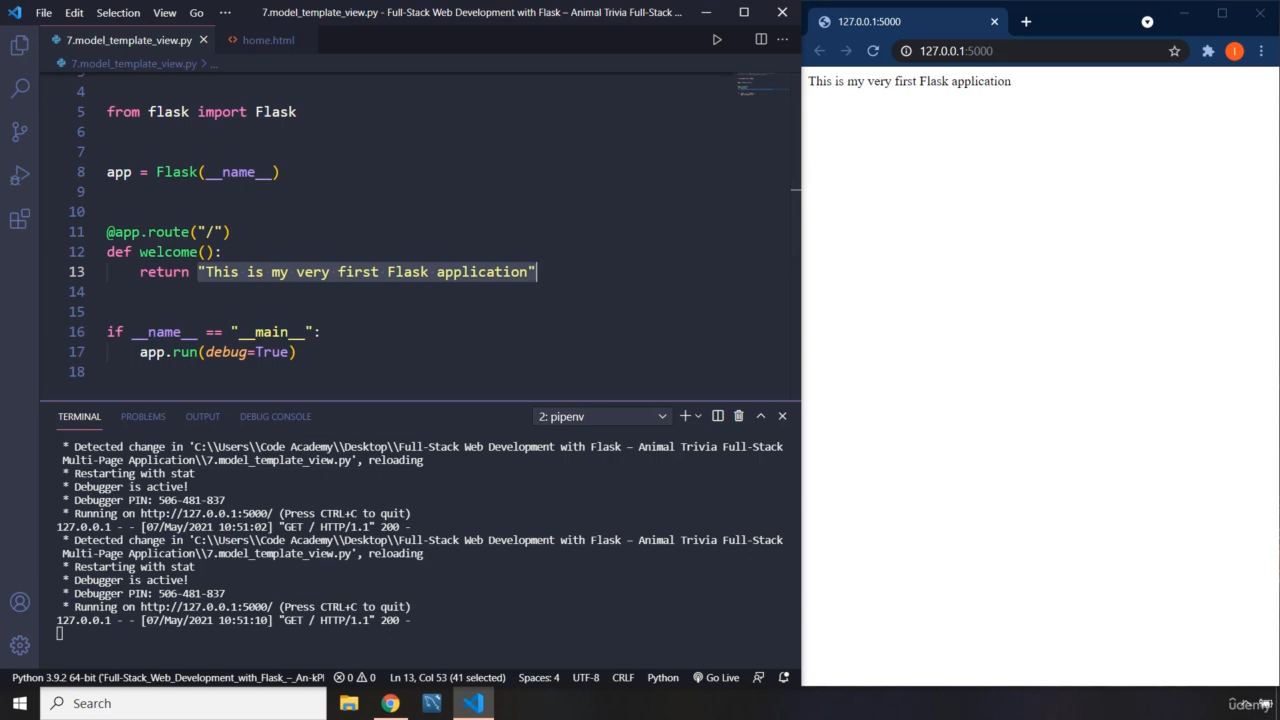 File Edit Selection View Go ··· 7.model_template_view.py - Full-Stack Web Development with Flask – Animal Trivia Full-Stack ...
7.model_template_view.py home.html
7.model_template_view.py > ...
4
5 from flask import Flask
6
7
8 app = Flask(__name__)
9
10
11 @app.route("/")
12 def welcome():
13 return "This is my very first Flask application"
14
15
16 if __name__ == "__main__":
17 app.run(debug=True)
18
TERMINAL PROBLEMS OUTPUT DEBUG CONSOLE 2: pipenv
* Detected change in 'C:\\Users\\Code Academy\\Desktop\\Full-Stack Web Development with Flask – Animal Trivia Full-Stack
Multi-Page Application\\7.model_template_view.py', reloading
* Restarting with stat
* Debugger is active!
* Debugger PIN: 506-481-837
* Running on http://127.0.0.1:5000/ (Press CTRL+C to quit)
127.0.0.1 - - [07/May/2021 10:51:02] "GET / HTTP/1.1" 200 -
* Detected change in 'C:\\Users\\Code Academy\\Desktop\\Full-Stack Web Development with Flask – Animal Trivia Full-Stack
Multi-Page Application\\7.model_template_view.py', reloading
* Restarting with stat
* Debugger is active!
* Debugger PIN: 506-481-837
* Running on http://127.0.0.1:5000/ (Press CTRL+C to quit)
127.0.0.1 - - [07/May/2021 10:51:10] "GET / HTTP/1.1" 200 -
Python 3.9.2 64-bit ('Full-Stack_Web_Development_with_Flask_–_An-kPl 0 0 Ln 13, Col 53 (41 selected) Spaces: 4 UTF-8 CRLF Python Go Live
127.0.0.1:5000
127.0.0.1:5000 I
This is my very first Flask application
Search
udemy